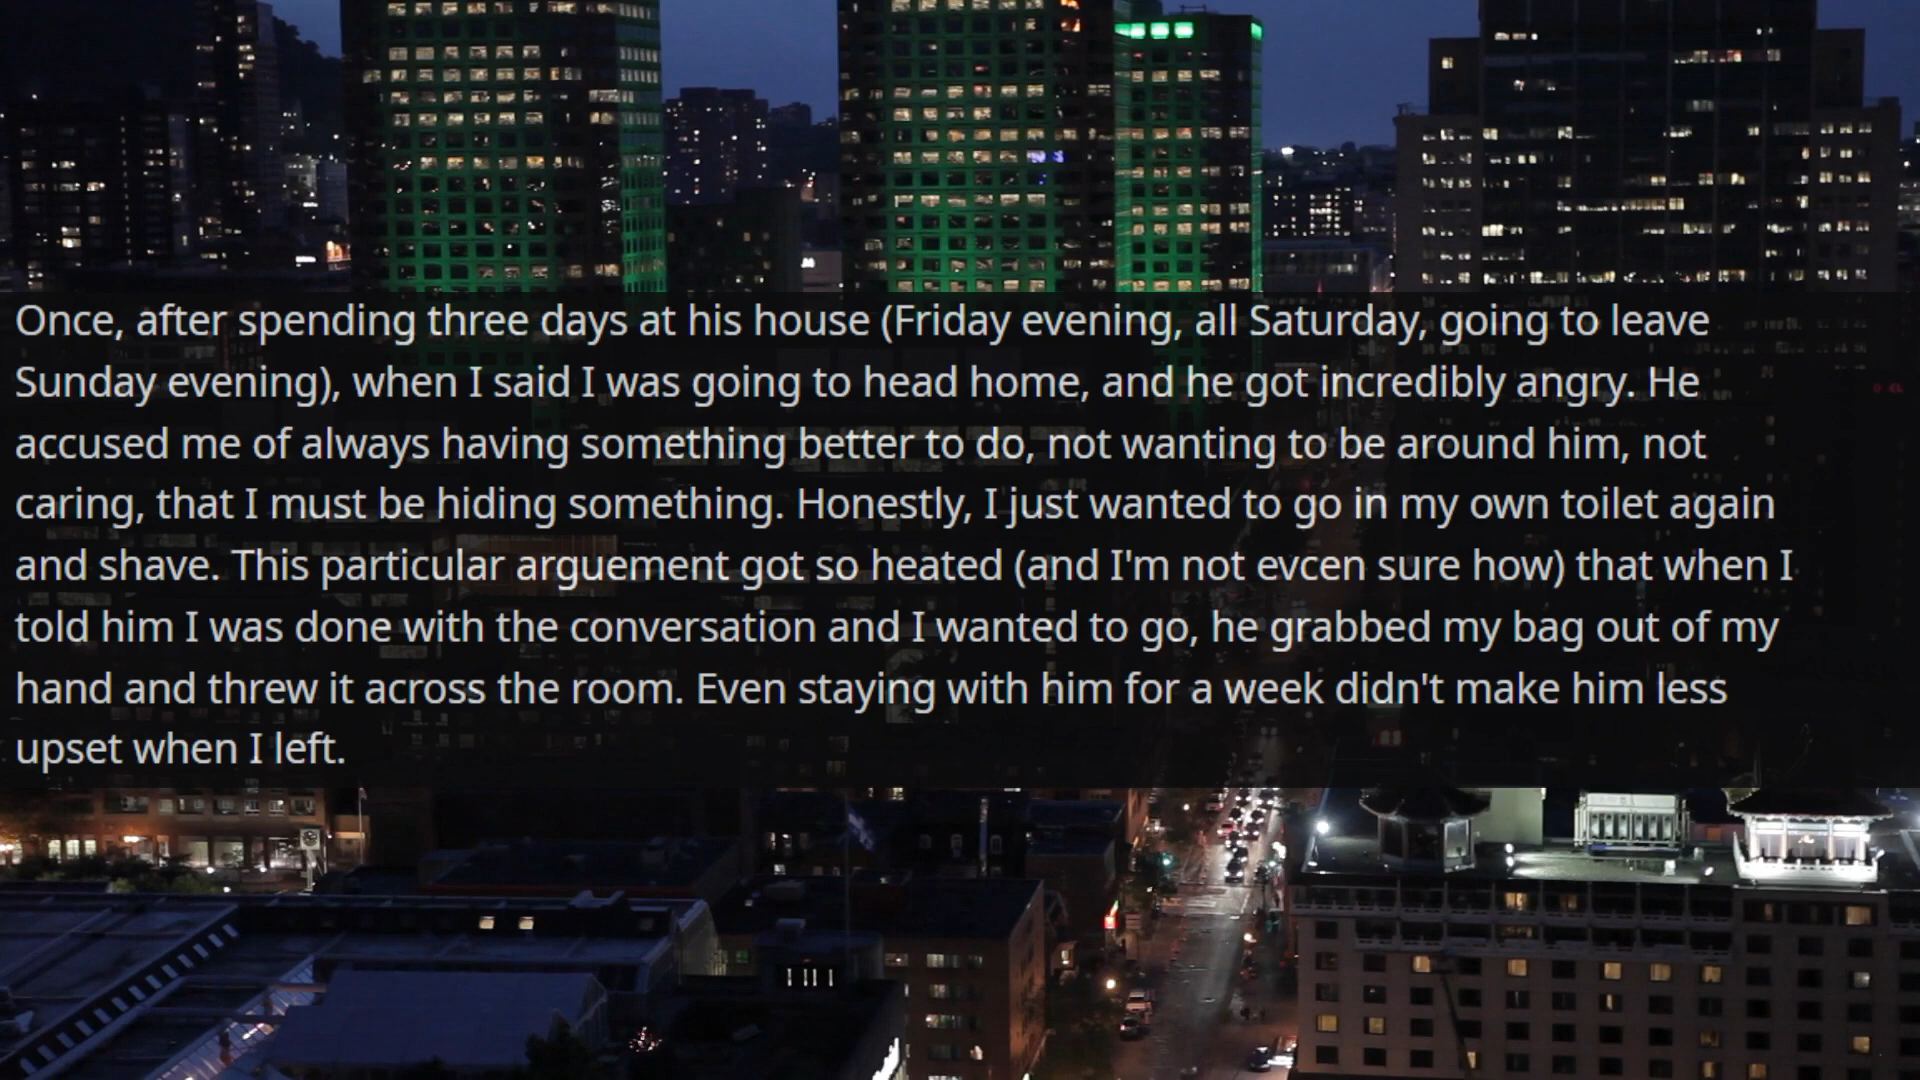 Once, after spending three days at his house (Friday evening, all Saturday, going to leave
Sunday evening), when I said I was going to head home, and he got incredibly angry. He
accused me of always having something better to do, not wanting to be around him, not
caring, that I must be hiding something. Honestly, I just wanted to go in my own toilet again
and shave. This particular arguement got so heated (and I'm not evcen sure how) that when I
told him I was done with the conversation and I wanted to go, he grabbed my bag out of my
hand and threw it across the room. Even staying with him for a week didn't make him less
upset when I left.